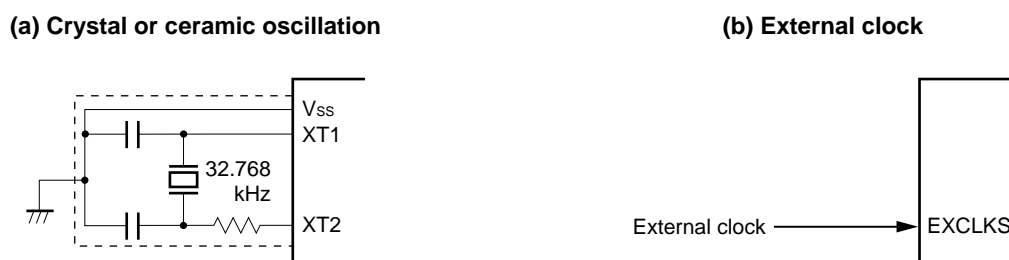 (a) Crystal or ceramic oscillation
(b) External clock
VSS
XT1
32.768
kHz
XT2
External clock
EXCLKS